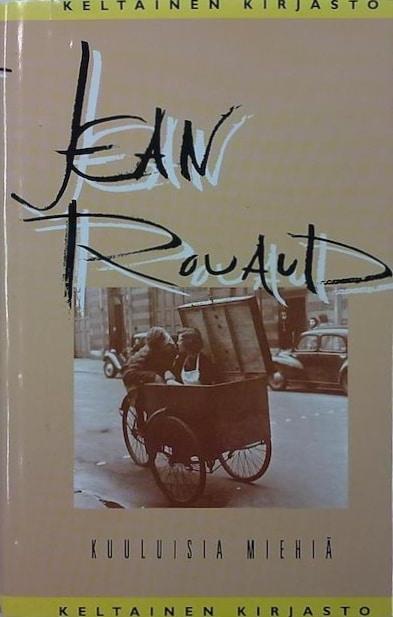 KELTAINEN KIRJASTO
JEAN
ROUAUD
KUULUISIA MIEHIÄ
KELTAINEN KIRJASTO